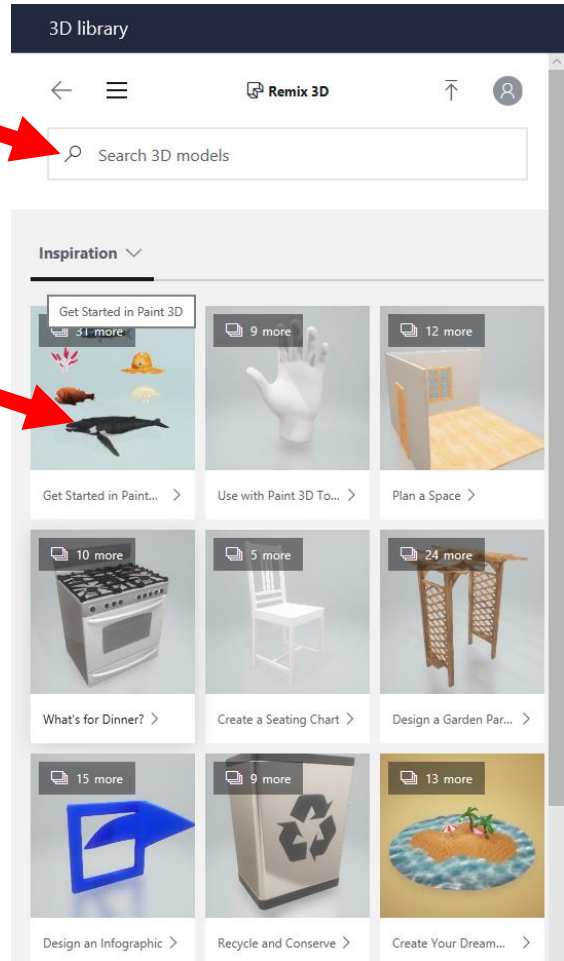 3D library
Remix 3D
Search 3D models
Inspiration
Get Started in Paint 3D
31 more
9 more
12 more
Get Started in Paint...
Use with Paint 3D To...
Plan a Space
10 more
5 more
24 more
What's for Dinner?
Create a Seating Chart
Design a Garden Par...
15 more
9 more
13 more
Design an Infographic
Recycle and Conserve
Create Your Dream...